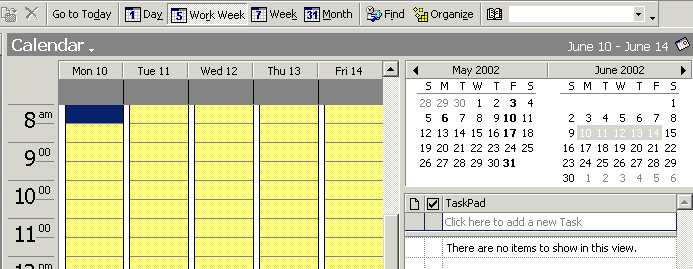 Go to Today 1 Day 5 Work Week 7 Week 31 Month Find Organize
Calendar June 10 - June 14
Mon 10 Tue 11 Wed 12 Thu 13 Fri 14
8 am
9 00
10 00
11 00
12 pm
May 2002
S M T W T F S
28 29 30 1 2 3 4
5 6 7 8 9 10 11
12 13 14 15 16 17 18
19 20 21 22 23 24 25
26 27 28 29 30 31
June 2002
S M T W T F S
1
2 3 4 5 6 7 8
9 10 11 12 13 14 15
16 17 18 19 20 21 22
23 24 25 26 27 28 29
30 1 2 3 4 5 6
TaskPad
Click here to add a new Task
There are no items to show in this view.